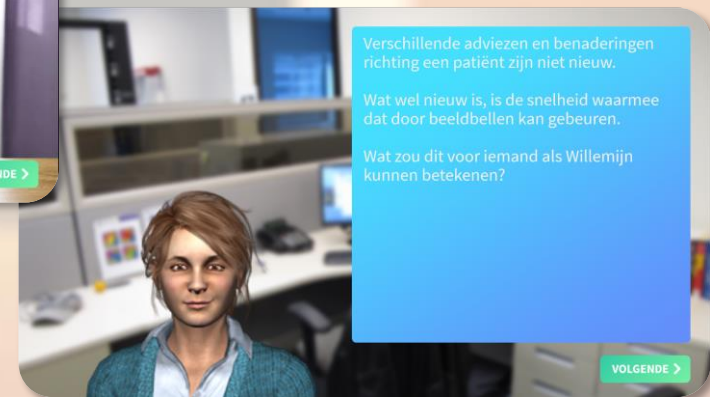 Verschillende adviezen en benaderingen
richting een patiënt zijn niet nieuw.
Wat wel nieuw is, is de snelheid waarmee
dat door beeldbellen kan gebeuren.
Wat zou dit voor iemand als Willemijn
kunnen betekenen?
NDE >
VOLGENDE >